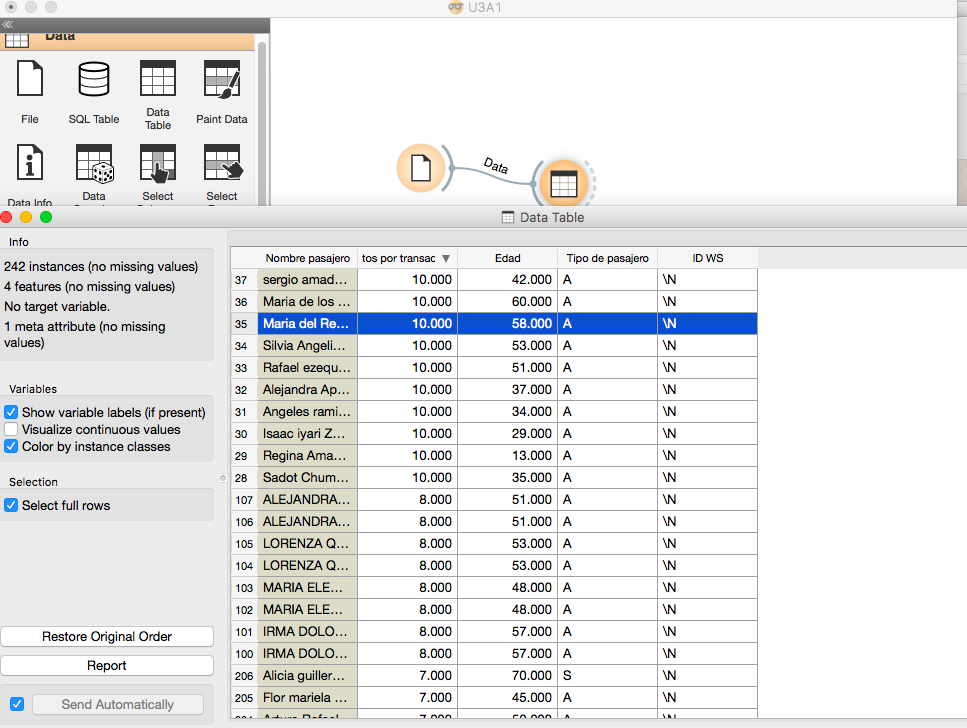 U3A1
Data
File
SQL Table
Data
Table
Paint Data
Data Info
Data
Select
Select
Data
Data Table
Info
242 instances (no missing values)
4 features (no missing values)
No target variable.
1 meta attribute (no missing
values)
Variables
Show variable labels (if present)
Visualize continuous values
Color by instance classes
Selection
Select full rows
Restore Original Order
Report
Send Automatically
Nombre pasajero tos por transac ▼ Edad Tipo de pasajero ID WS
37 sergio amad... 10.000 42.000 A \N
36 Maria de los ... 10.000 60.000 A \N
35 Maria del Re... 10.000 58.000 A \N
34 Silvia Angeli... 10.000 53.000 A \N
33 Rafael ezequ... 10.000 51.000 A \N
32 Alejandra Ap... 10.000 37.000 A \N
31 Angeles rami... 10.000 34.000 A \N
30 Isaac iyari Z... 10.000 29.000 A \N
29 Regina Ama... 10.000 13.000 A \N
28 Sadot Chum... 10.000 35.000 A \N
107 ALEJANDRA... 8.000 51.000 A \N
106 ALEJANDRA... 8.000 51.000 A \N
105 LORENZA Q... 8.000 53.000 A \N
104 LORENZA Q... 8.000 53.000 A \N
103 MARIA ELE... 8.000 48.000 A \N
102 MARIA ELE... 8.000 48.000 A \N
101 IRMA DOLO... 8.000 57.000 A \N
100 IRMA DOLO... 8.000 57.000 A \N
206 Alicia guiller... 7.000 70.000 S \N
205 Flor mariela ... 7.000 45.000 A \N